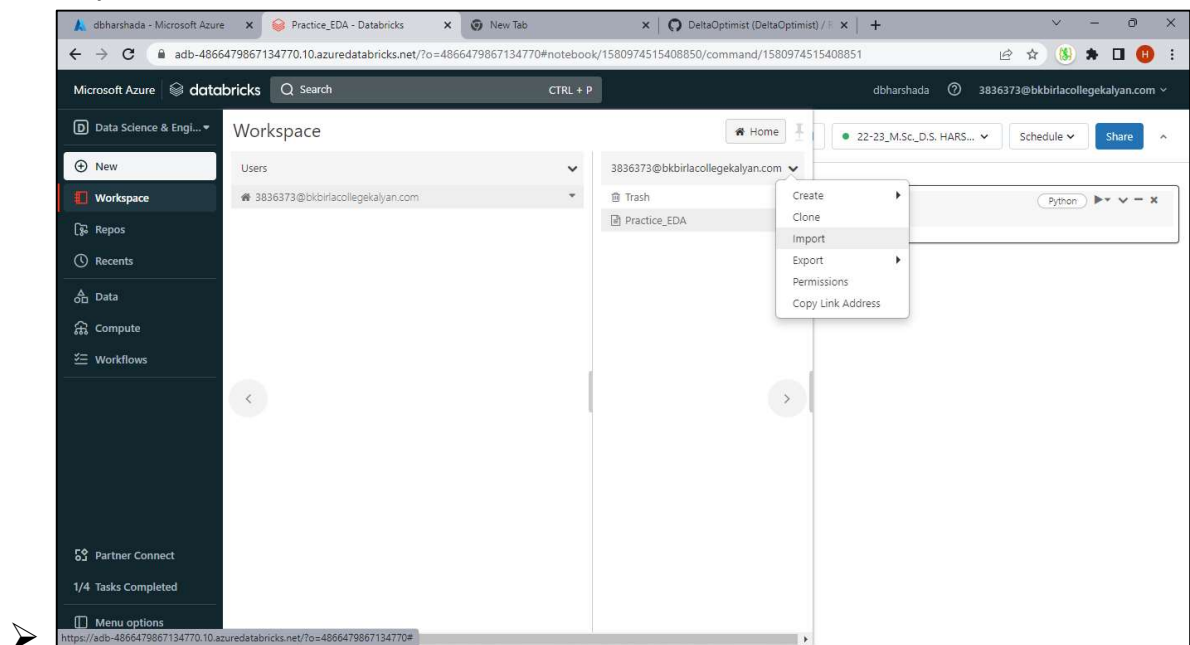 dbharshada - Microsoft Azure
Practice_EDA - Databricks
New Tab
DeltaOptimist (DeltaOptimist) /
adb-4866479867134770.10.azuredatabricks.net/?o=4866479867134770#notebook/1580974515408850/command/1580974515408851
H
Microsoft Azure databricks Search CTRL + P dbharshada 3836373@bkbirlacollegekalyan.com
D Data Science & Engi...
Workspace
Home
22-23_M.Sc._D.S. HARS...
Schedule
Share
New
Users
3836373@bkbirlacollegekalyan.com
Workspace
3836373@bkbirlacollegekalyan.com
Trash
Create
Python
Practice_EDA
Clone
Repos
Import
Recents
Export
Permissions
Data
Copy Link Address
Compute
Workflows
Partner Connect
1/4 Tasks Completed
Menu options
https://adb-4866479867134770.10.azuredatabricks.net/?o=4866479867134770#